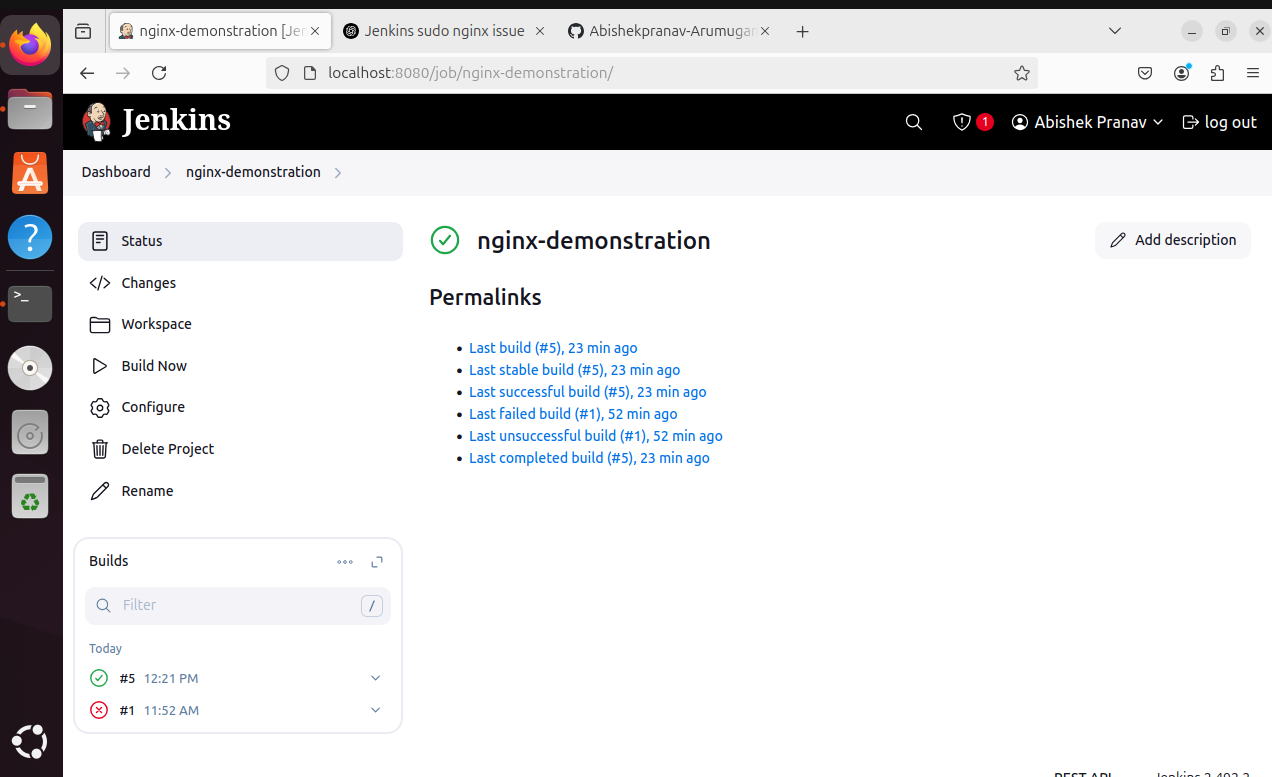 nginx-demonstration [Jer
Jenkins sudo nginx issue
Abishekpranav-Arumugan
localhost:8080/job/nginx-demonstration/
Jenkins
1
Abishek Pranav
log out
Dashboard
nginx-demonstration
Status
nginx-demonstration
Add description
Changes
Workspace
Build Now
Configure
Delete Project
Rename
Permalinks
Last build (#5), 23 min ago
Last stable build (#5), 23 min ago
Last successful build (#5), 23 min ago
Last failed build (#1), 52 min ago
Last unsuccessful build (#1), 52 min ago
Last completed build (#5), 23 min ago
Builds
Filter
/
Today
#5 12:21 PM
#1 11:52 AM
REST API